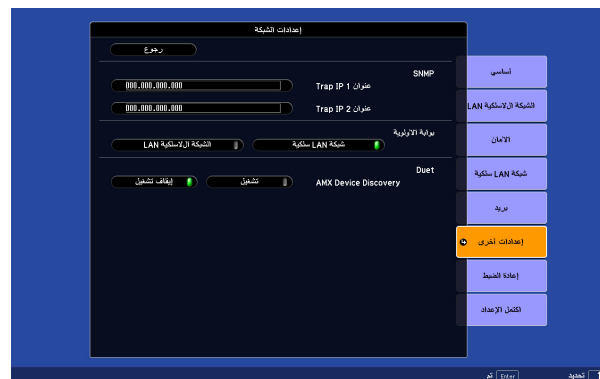 إعدادات الشبكة
رجوع
SNMP
عنوان Trap IP 1 000.000.000.000
عنوان Trap IP 2 000.000.000.000
بوابة الاولوية
شبكة LAN سلكية الشبكة اللاسلكية LAN
Duet
AMX Device Discovery تشغيل إيقاف تشغيل
أساسي
الشبكة اللاسلكية LAN
الأمان
شبكة LAN سلكية
بريد
إعدادات أخرى
إعادة الضبط
اكتمل الإعداد
تحديد Enter تم